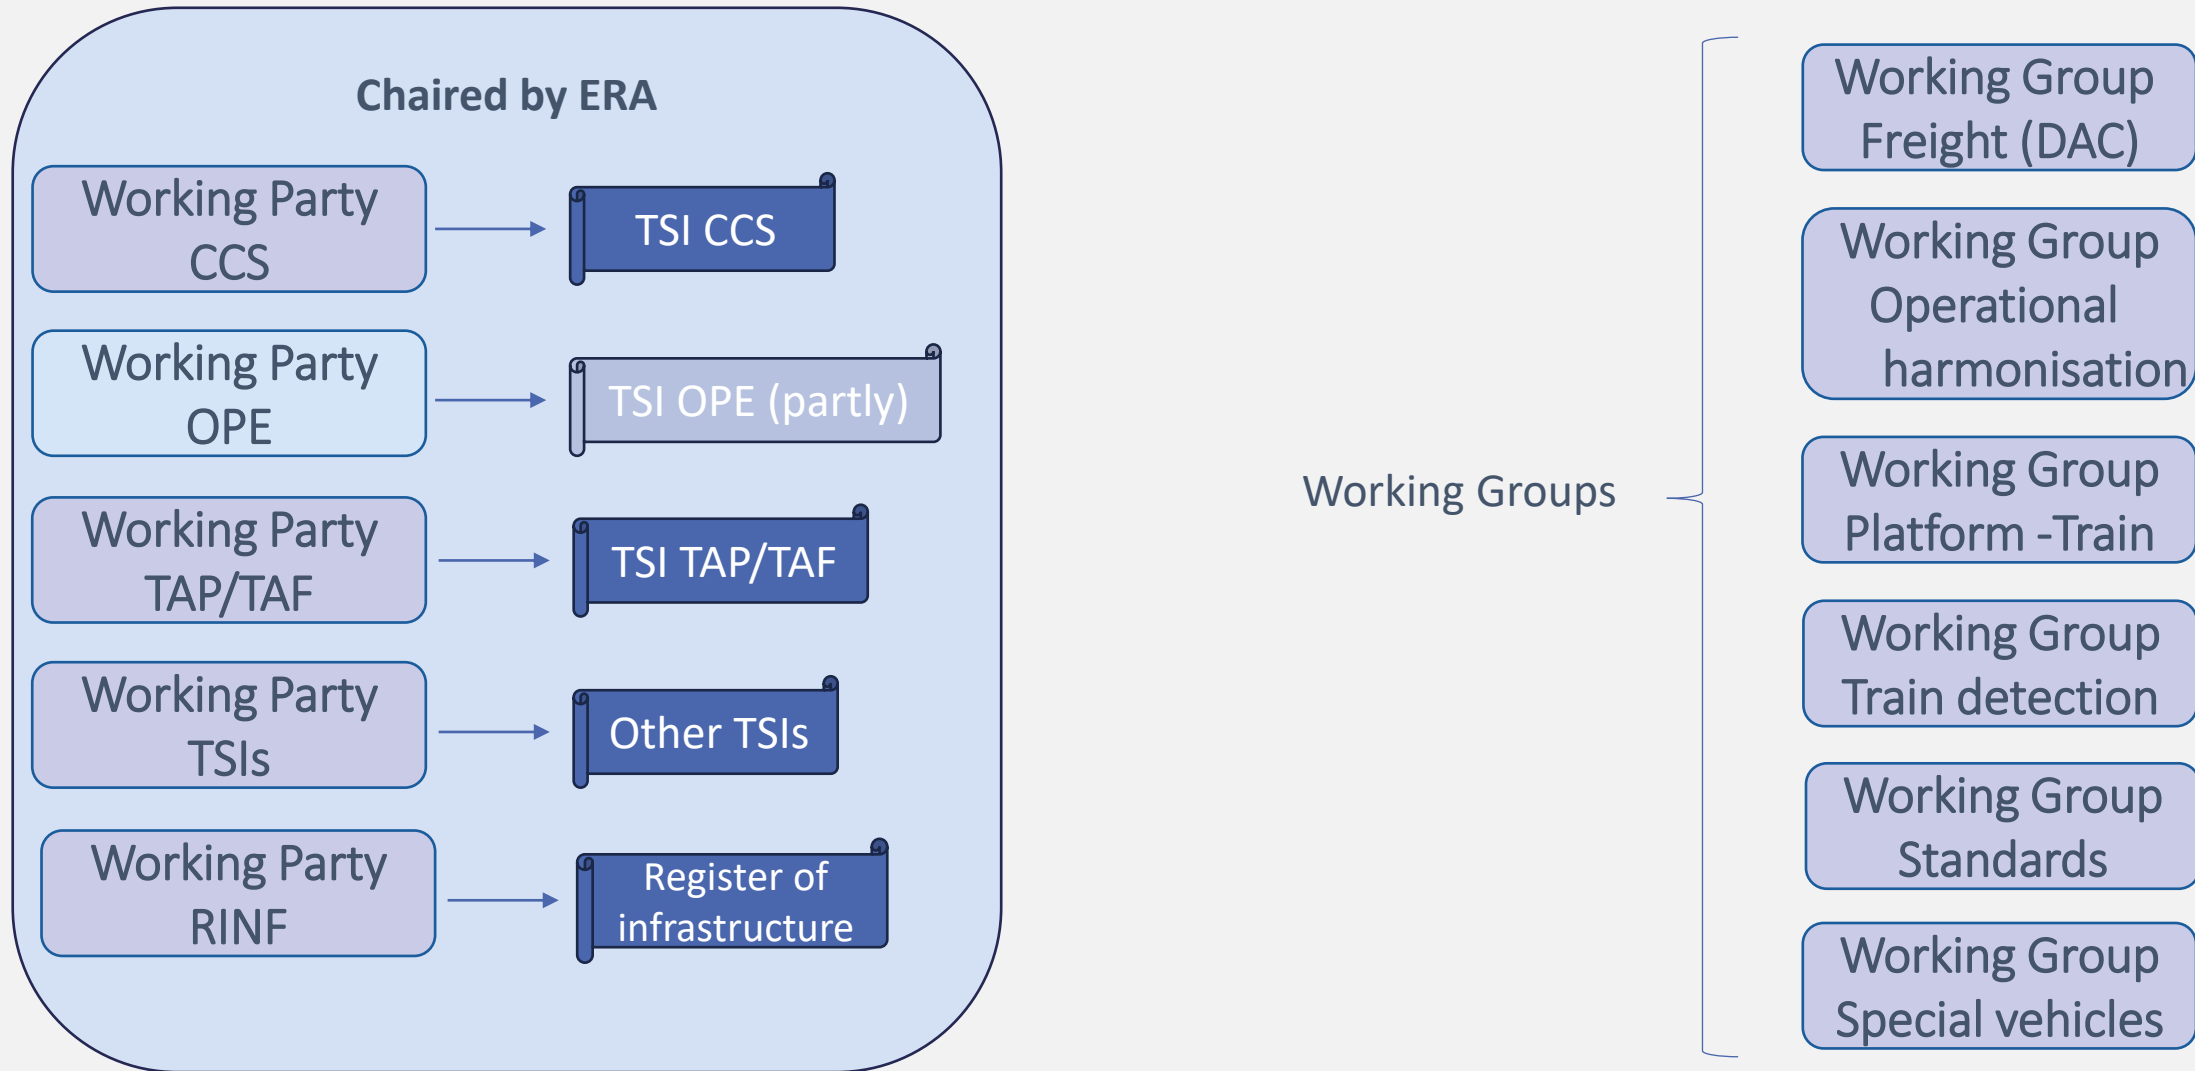 Chaired by ERA
Working Party
CCS
TSI CCS
Working Party
OPE
TSI OPE (partly)
Working Party
TAP/TAF
TSI TAP/TAF
Working Party
TSIs
Other TSIs
Working Party
RINF
Register of
infrastructure
Working Groups
Working Group
Freight (DAC)
Working Group
Operational
harmonisation
Working Group
Platform -Train
Working Group
Train detection
Working Group
Standards
Working Group
Special vehicles